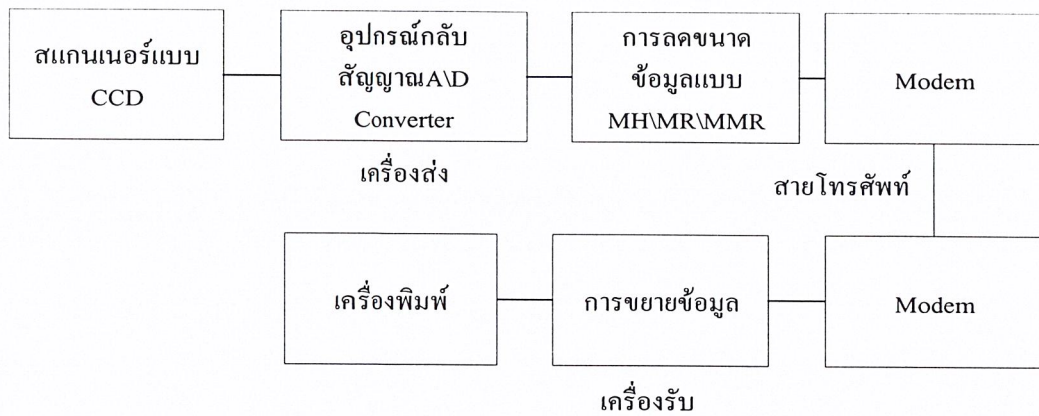 สแกนเนอร์แบบ
CCD
อุปกรณ์กลับ
สัญญาณA\D
Converter
การลดขนาด
ข้อมูลแบบ
MH\MR\MMR
Modem
เครื่องส่ง
สายโทรศัพท์
เครื่องพิมพ์
การขยายข้อมูล
Modem
เครื่องรับ